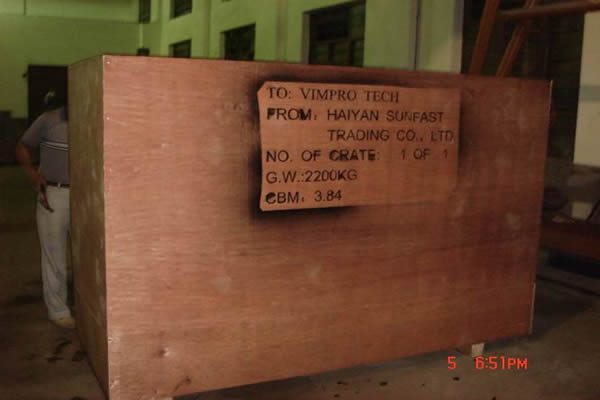 TO: VIMPRO TECH
FROM: HAIYAN SUNFAST
TRADING CO., LTD
NO. OF CRATE: 1 OF 1
G.W.:2200KG
CBM: 3.84
5 6:51PM